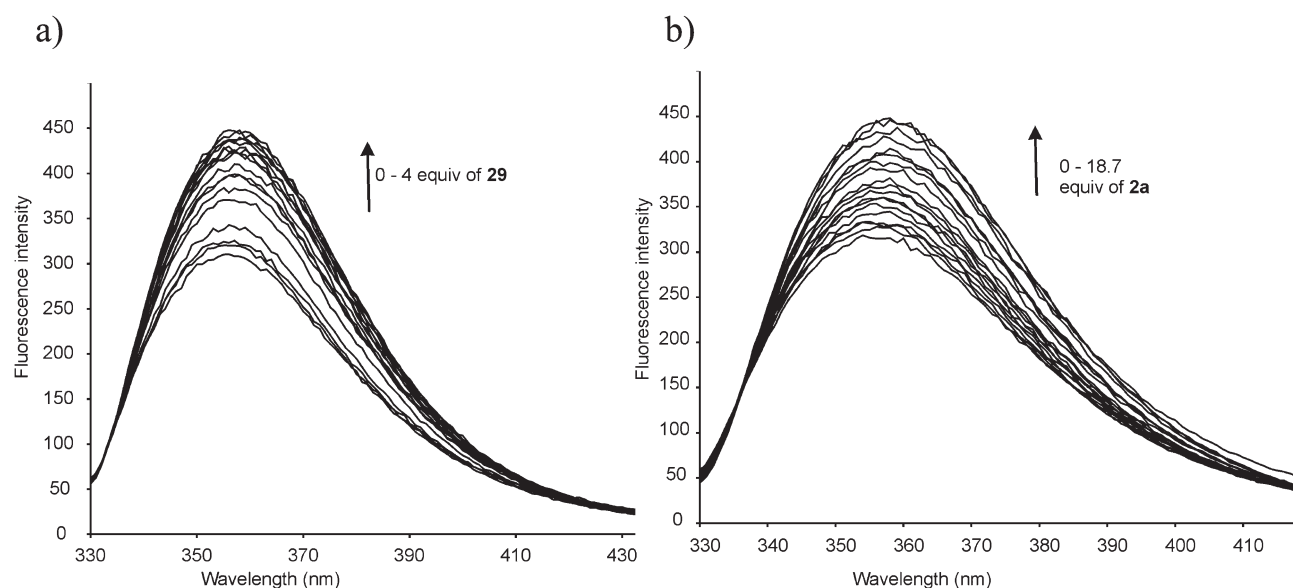 a)
450
400
350
300
250
200
150
100
50
0
330 350 370 390 410 430
Fluorescence intensity
Wavelength (nm)
0 - 4 equiv of 29
b)
450
400
350
300
250
200
150
100
50
0
330 340 350 360 370 380 390 400 410
Fluorescence intensity
Wavelength (nm)
0 - 18.7
equiv of 2a